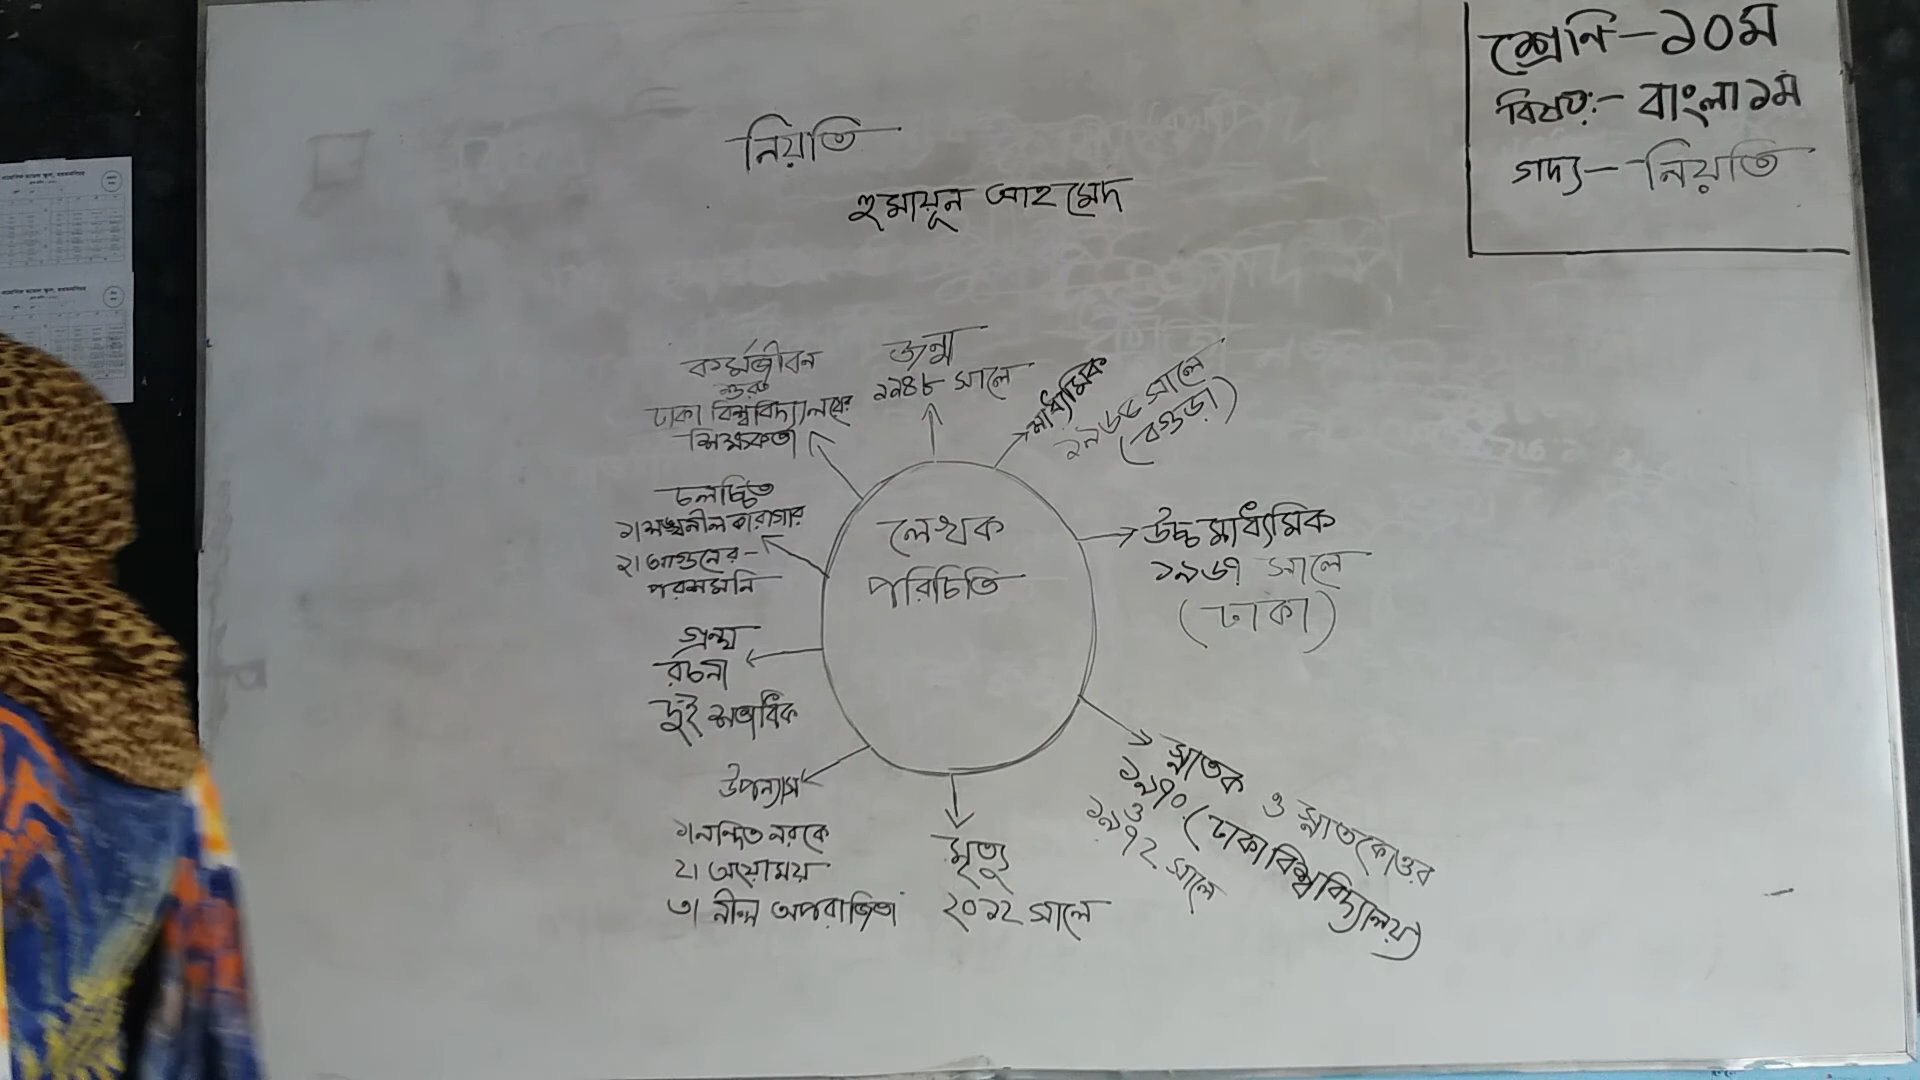 শ্রেণি - ১০ম
বিষয়:- বাংলা ১ম
গদ্য - নিয়তি
নিয়তি
হুমায়ূন আহমেদ
লেখক
পরিচিতি
জন্ম
১৯৪৮ সালে
মাধ্যমিক
১৯৬৫ সালে
(বগুড়া)
উচ্চ মাধ্যমিক
১৯৬৭ সালে
(ঢাকা)
স্নাতক ও স্নাতকোত্তর
১৯৭০ (ঢাকা বিশ্ববিদ্যালয়)
ও
১৯৭২ সালে
মৃত্যু
২০১২ সালে
উপন্যাস
১। নন্দিত নরকে
২। অয়োময়
৩। নীল অপরাজিতা
গ্রন্থ
রচনা
দুই শতাধিক
চলচ্চিত
১। শঙ্খনীল কারাগার
২। আগুনের -
পরশমনি
কর্মজীবন
শুরু
ঢাকা বিশ্ববিদ্যালয়ের
শিক্ষকতা